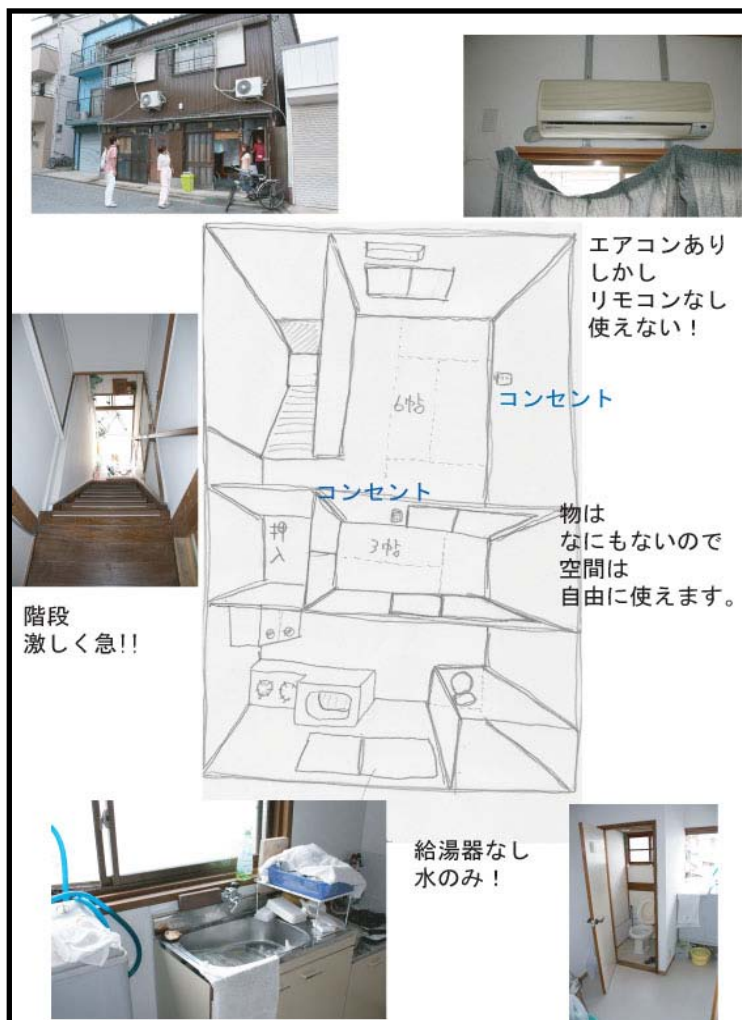 エアコンあり
しかし
リモコンなし
使えない！
6帖
コンセント
コンセント
押
入
3帖
物は
なにもないので
空間は
自由に使えます。
階段
激しく急!!
給湯器なし
水のみ！